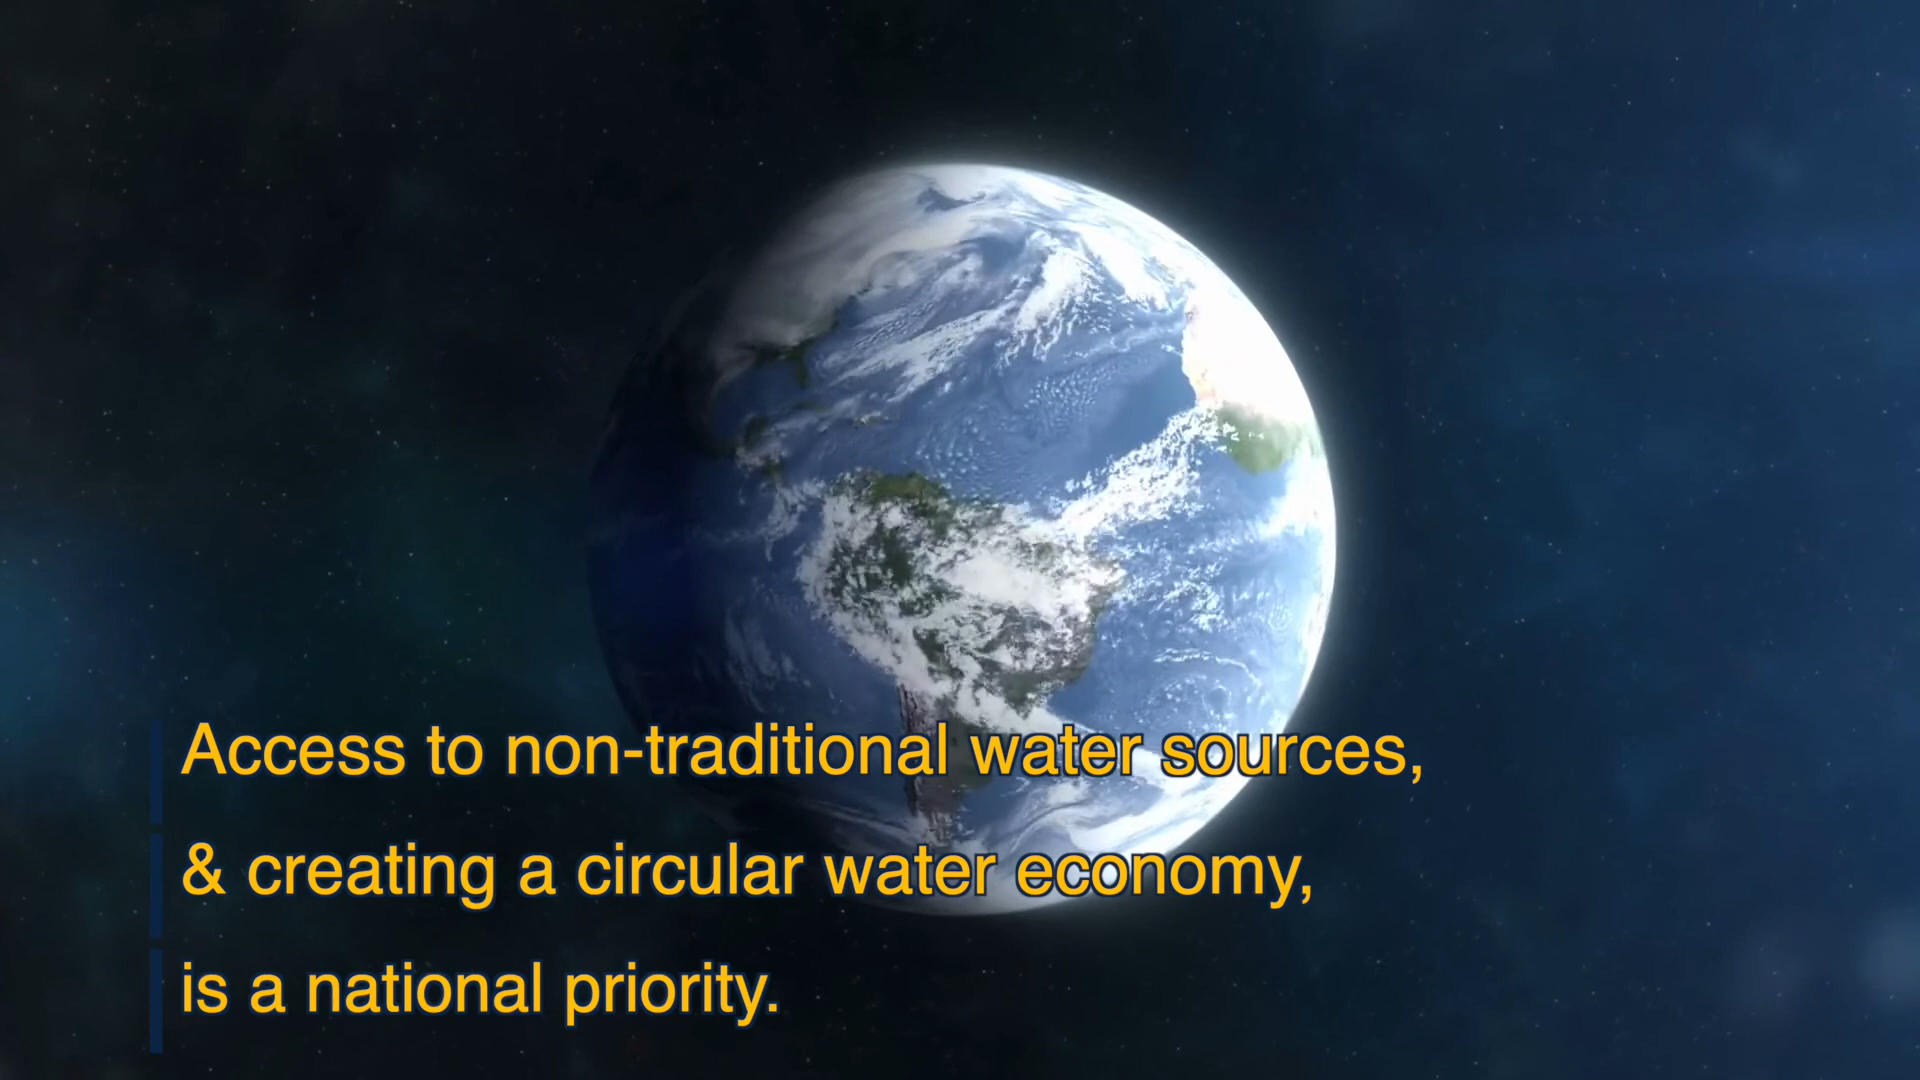 Access to non-traditional water sources,
& creating a circular water economy,
is a national priority.